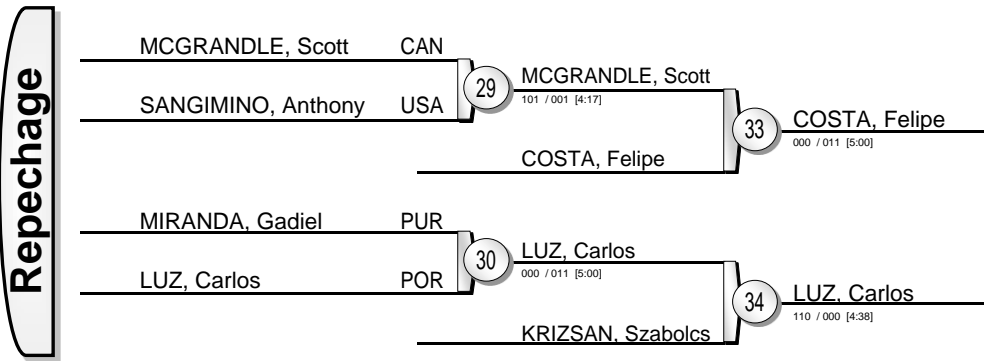 Repechage
MCGRANDLE, Scott CAN
SANGIMINO, Anthony USA
29
MCGRANDLE, Scott
101 / 001 [4:17]
COSTA, Felipe
33
COSTA, Felipe
000 / 011 [5:00]
MIRANDA, Gadiel PUR
LUZ, Carlos POR
30
LUZ, Carlos
000 / 011 [5:00]
KRIZSAN, Szabolcs
34
LUZ, Carlos
110 / 000 [4:38]